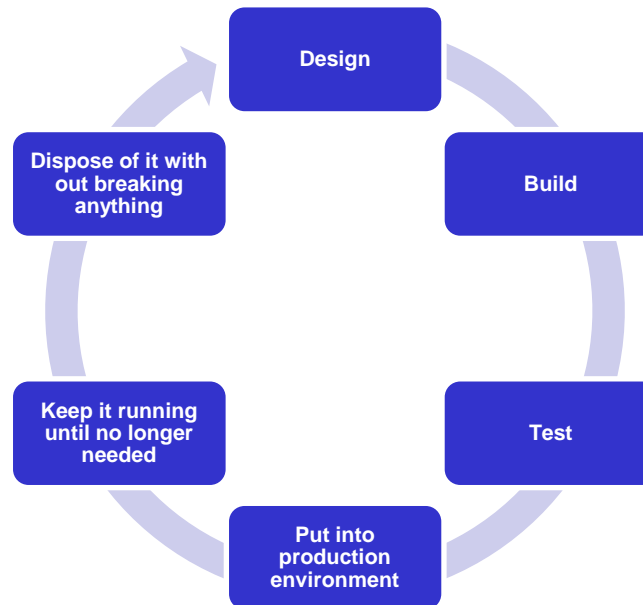 Design
Build
Test
Put into
production
environment
Keep it running
until no longer
needed
Dispose of it with
out breaking
anything